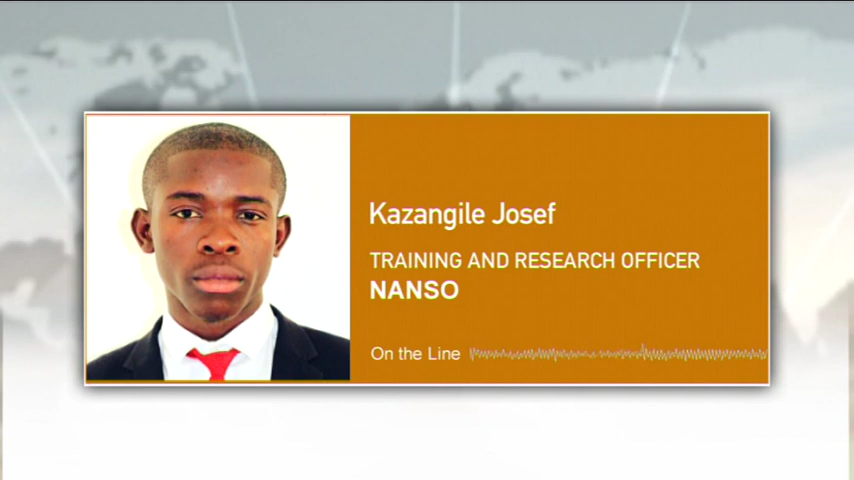 Kazangile Josef
TRAINING AND RESEARCH OFFICER
NANSO
On the Line